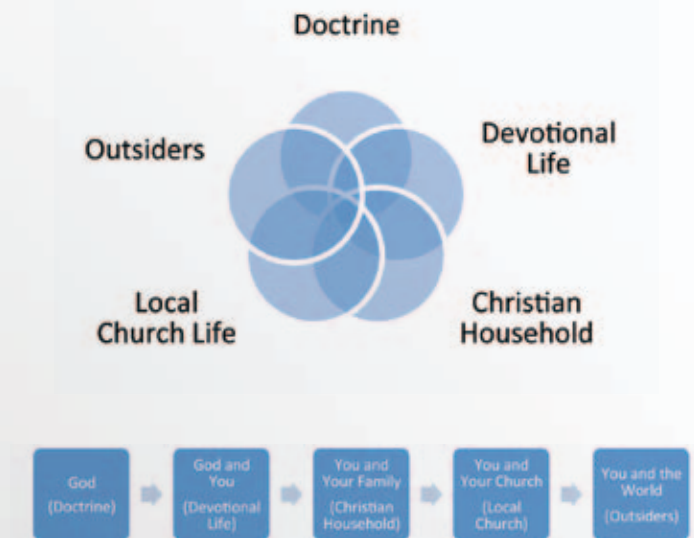 Doctrine
Outsiders
Devotional
Life
Local
Church Life
Christian
Household
God
(Doctrine)
God and
You
(Devotional
Life)
You and
Your Family
(Christian
Household)
You and
Your Church
(Local
Church)
You and the
World
(Outsiders)